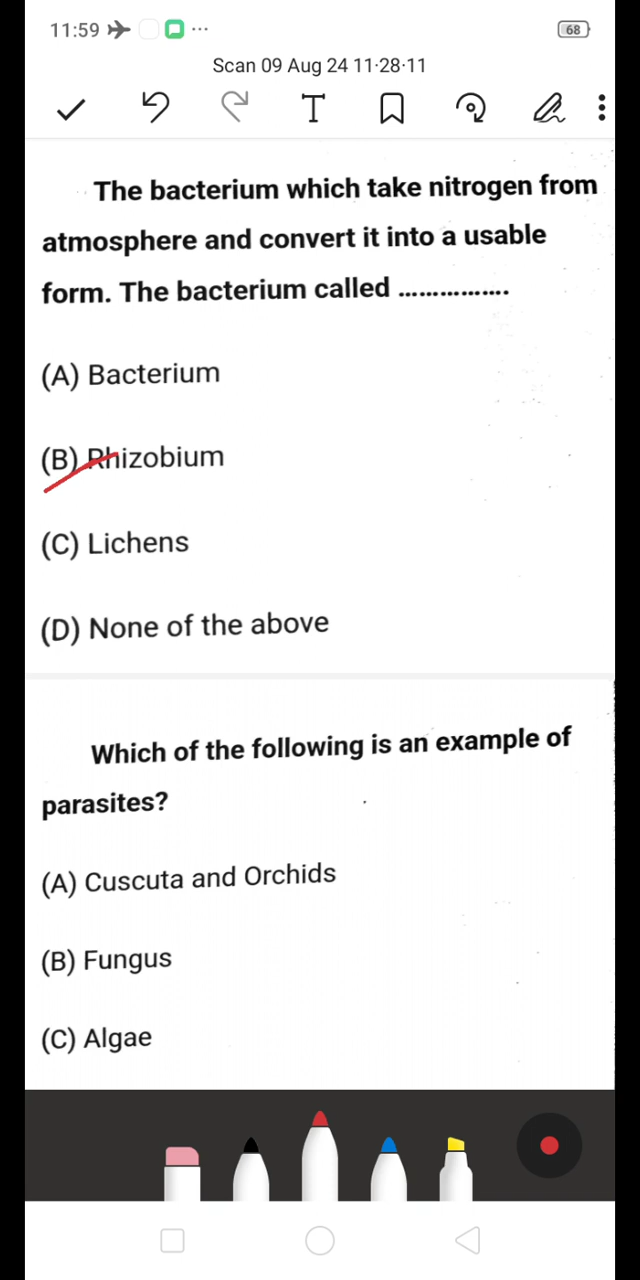 11:59
68
Scan 09 Aug 24 11·28·11
T
The bacterium which take nitrogen from
atmosphere and convert it into a usable
form. The bacterium called ................
(A) Bacterium
(B) Rhizobium
(C) Lichens
(D) None of the above
Which of the following is an example of
parasites?
(A) Cuscuta and Orchids
(B) Fungus
(C) Algae